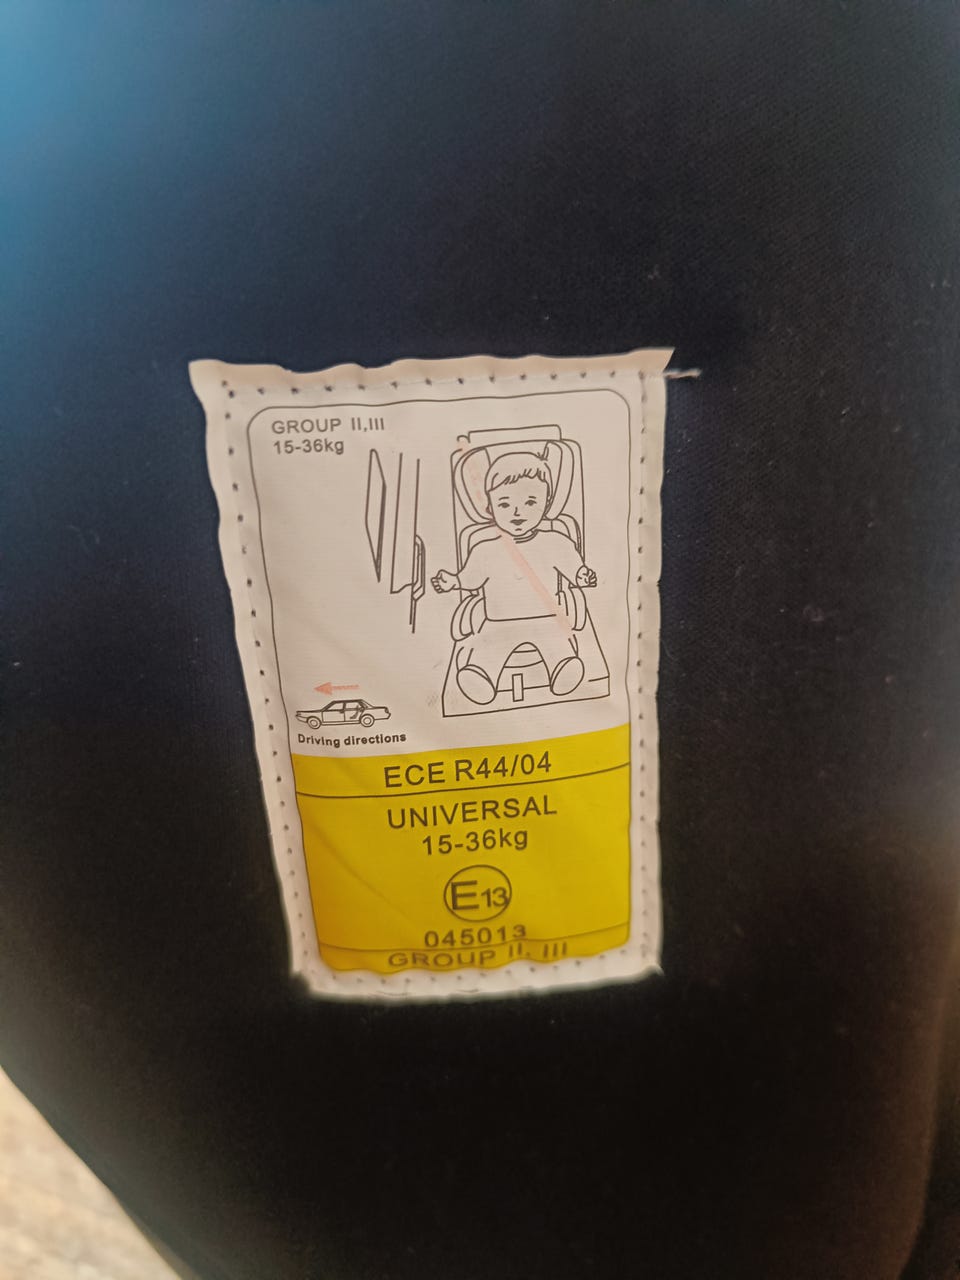 GROUP II,III
15-36kg
Driving directions
ECE R44/04
UNIVERSAL
15-36kg
E13
045013
GROUP II, III